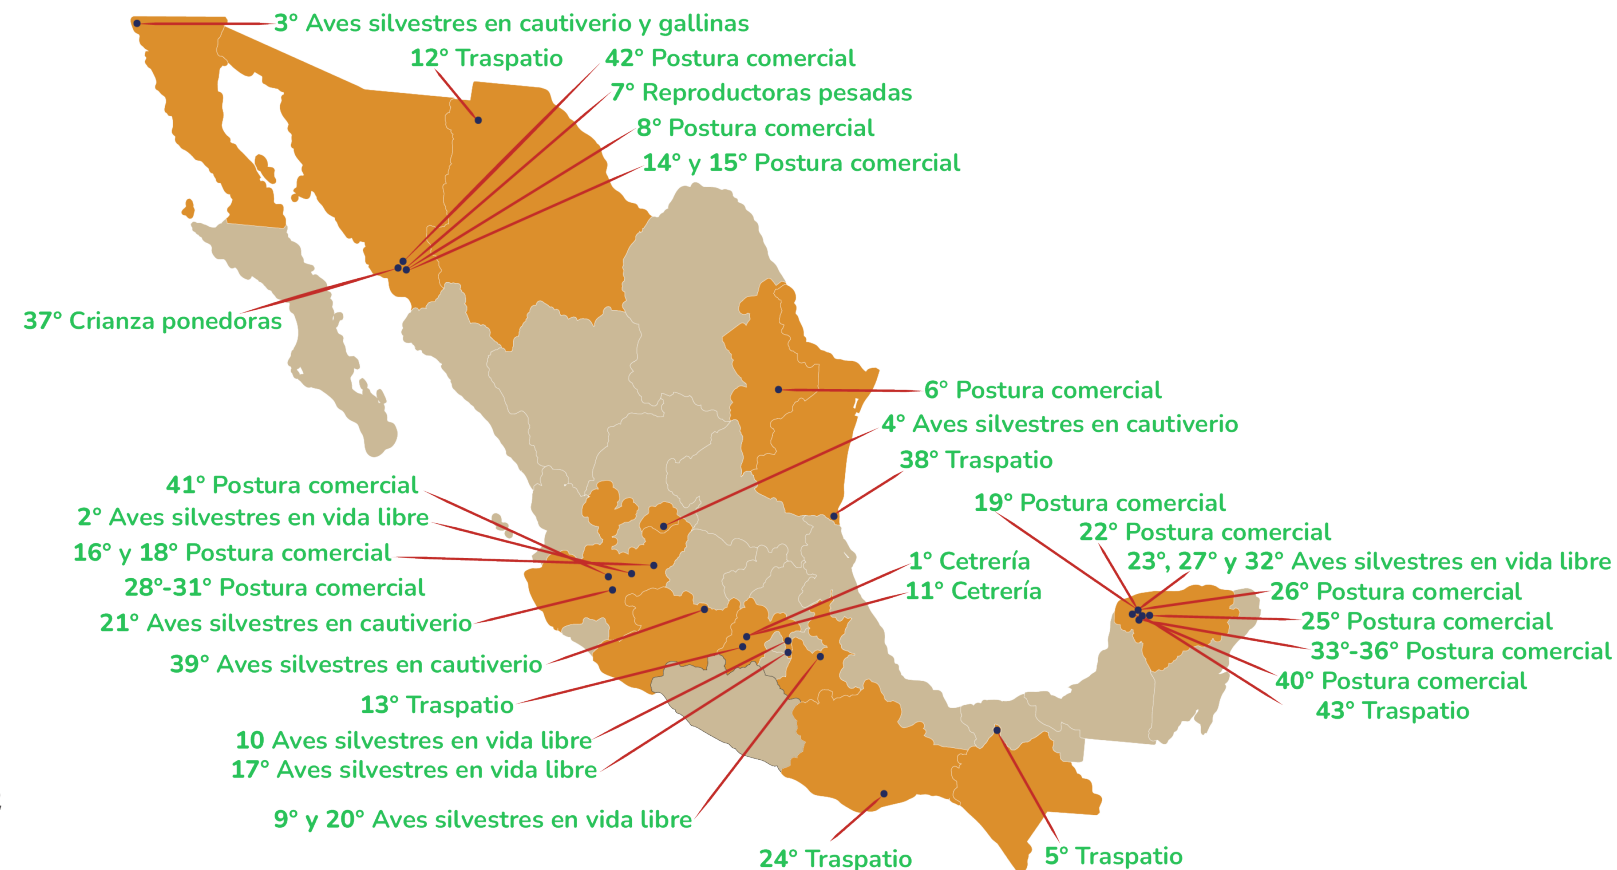 3° Aves silvestres en cautiverio y gallinas
12° Traspatio
42° Postura comercial
7° Reproductoras pesadas
8° Postura comercial
14° y 15° Postura comercial
37° Crianza ponedoras
6° Postura comercial
4° Aves silvestres en cautiverio
38° Traspatio
41° Postura comercial
2° Aves silvestres en vida libre
16° y 18° Postura comercial
28°-31° Postura comercial
21° Aves silvestres en cautiverio
39° Aves silvestres en cautiverio
13° Traspatio
10 Aves silvestres en vida libre
17° Aves silvestres en vida libre
9° y 20° Aves silvestres en vida libre
19° Postura comercial
22° Postura comercial
23°, 27° y 32° Aves silvestres en vida libre
1° Cetrería
11° Cetrería
26° Postura comercial
25° Postura comercial
33°-36° Postura comercial
40° Postura comercial
43° Traspatio
24° Traspatio
5° Traspatio